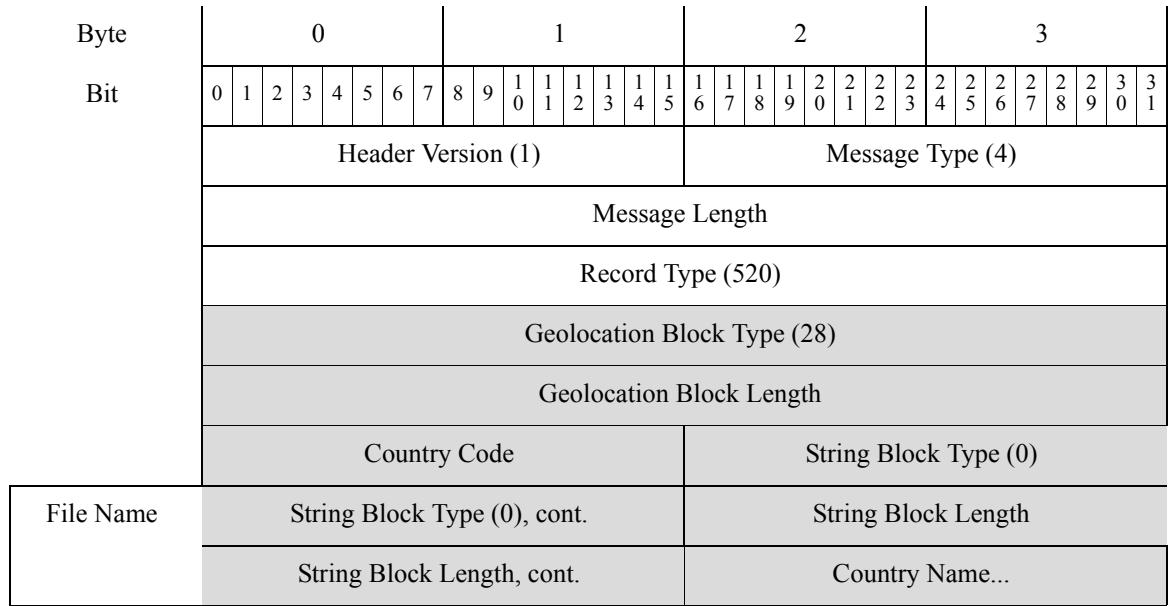 Byte 0 1 2 3
Bit 0 1 2 3 4 5 6 7 8 9 10 11 12 13 14 15 16 17 18 19 20 21 22 23 24 25 26 27 28 29 30 31
Header Version (1) Message Type (4)
Message Length
Record Type (520)
Geolocation Block Type (28)
Geolocation Block Length
Country Code String Block Type (0)
File Name String Block Type (0), cont. String Block Length
String Block Length, cont. Country Name...